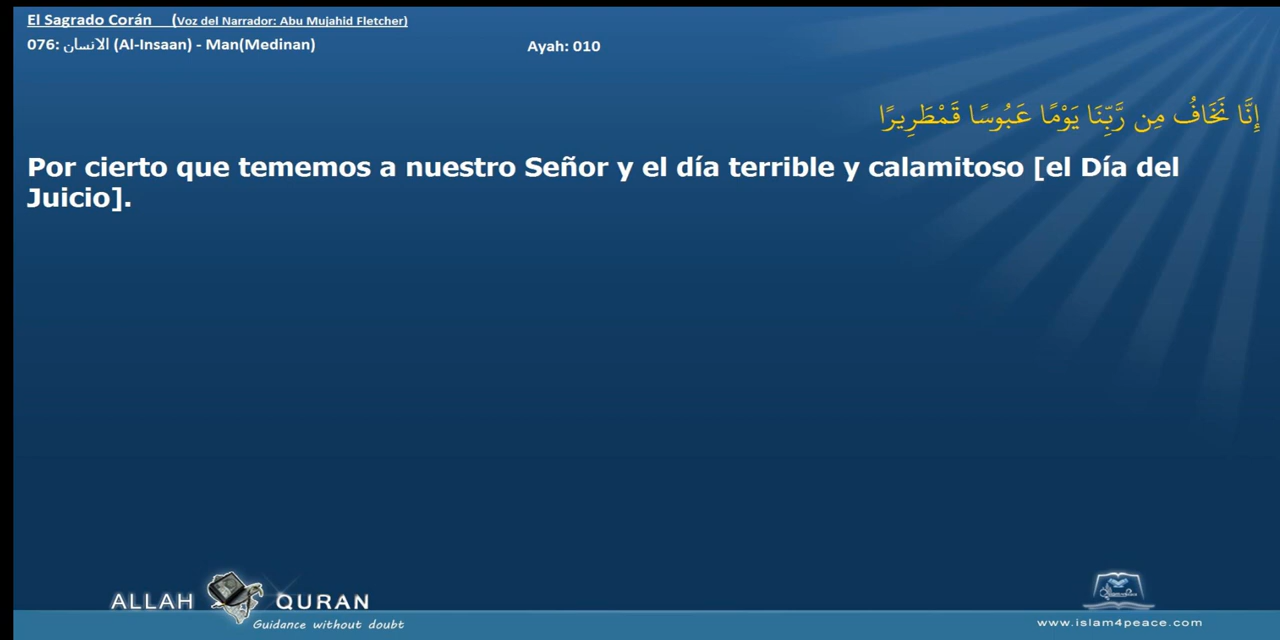 El Sagrado Corán (Voz del Narrador: Abu Mujahid Fletcher)
076: الانسان (Al-Insaan) - Man(Medinan) Ayah: 010
إِنَّا نَخَافُ مِن رَّبِّنَا يَوْمًا عَبُوسًا قَمْطَرِيرًا
Por cierto que tememos a nuestro Señor y el día terrible y calamitoso [el Día del
Juicio].
ALLAH QURAN
Guidance without doubt
www.islam4peace.com